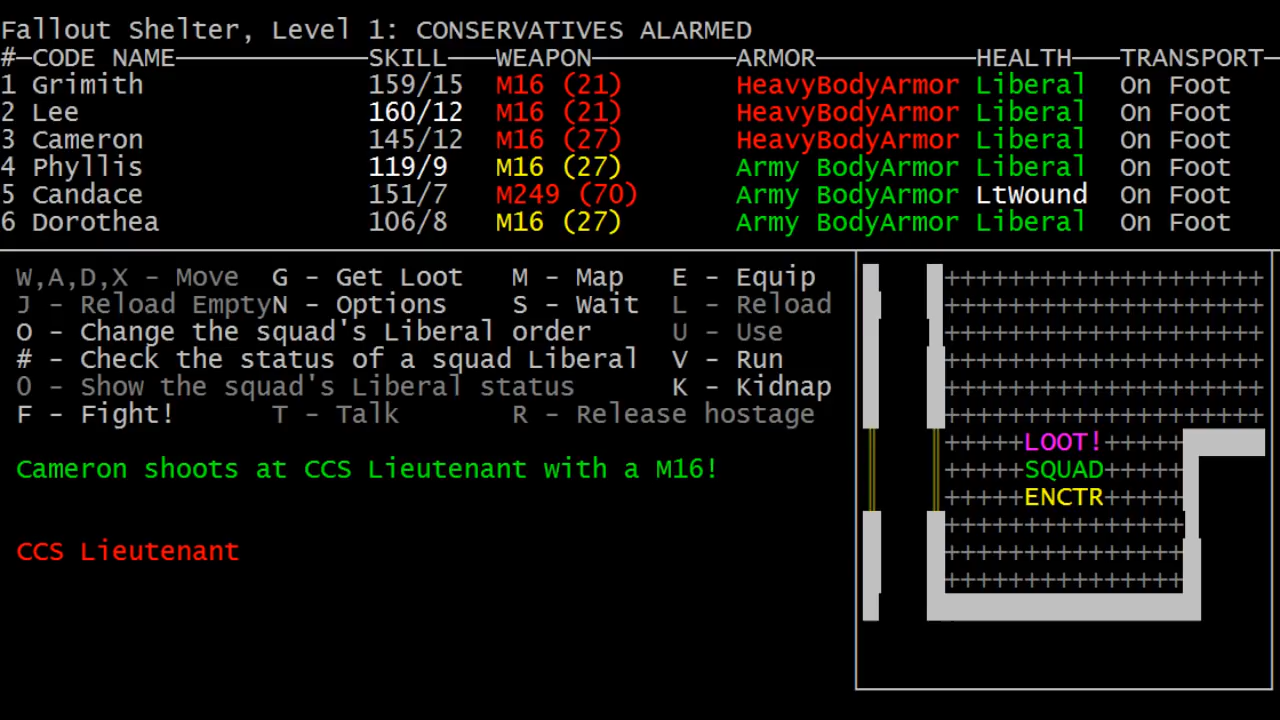 Fallout Shelter, Level 1: CONSERVATIVES ALARMED
#—CODE NAME————————————SKILL———WEAPON—————————ARMOR——————————HEALTH———TRANSPORT—
1 Grimith 159/15 M16 (21) HeavyBodyArmor Liberal On Foot
2 Lee 160/12 M16 (21) HeavyBodyArmor Liberal On Foot
3 Cameron 145/12 M16 (27) HeavyBodyArmor Liberal On Foot
4 Phyllis 119/9 M16 (27) Army BodyArmor Liberal On Foot
5 Candace 151/7 M249 (70) Army BodyArmor LtWound On Foot
6 Dorothea 106/8 M16 (27) Army BodyArmor Liberal On Foot
W,A,D,X - Move G - Get Loot M - Map E - Equip
J - Reload EmptyN - Options S - Wait L - Reload
O - Change the squad's Liberal order U - Use
# - Check the status of a squad Liberal V - Run
0 - Show the squad's Liberal status K - Kidnap
F - Fight! T - Talk R - Release hostage
LOOT!
Cameron shoots at CCS Lieutenant with a M16! SQUAD
ENCTR
CCS Lieutenant